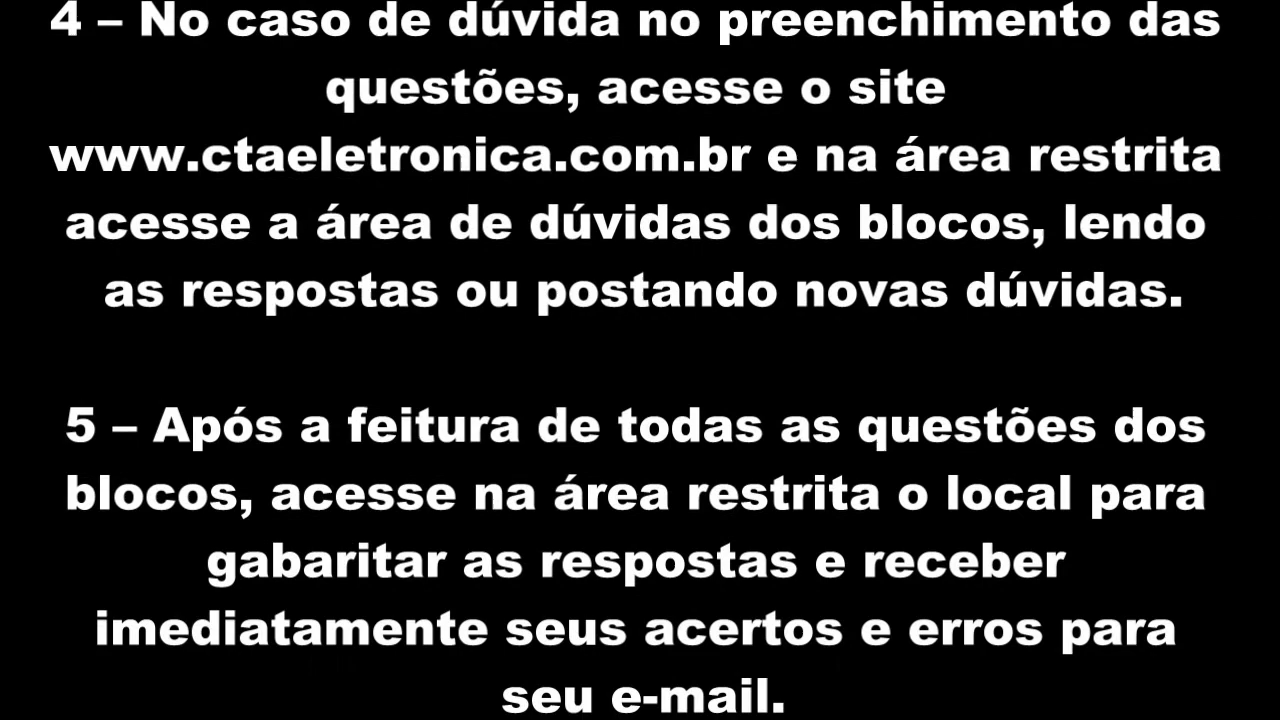 4 – No caso de dúvida no preenchimento das
questões, acesse o site
www.ctaeletronica.com.br e na área restrita
acesse a área de dúvidas dos blocos, lendo
as respostas ou postando novas dúvidas.
5 – Após a feitura de todas as questões dos
blocos, acesse na área restrita o local para
gabaritar as respostas e receber
imediatamente seus acertos e erros para
seu e-mail.